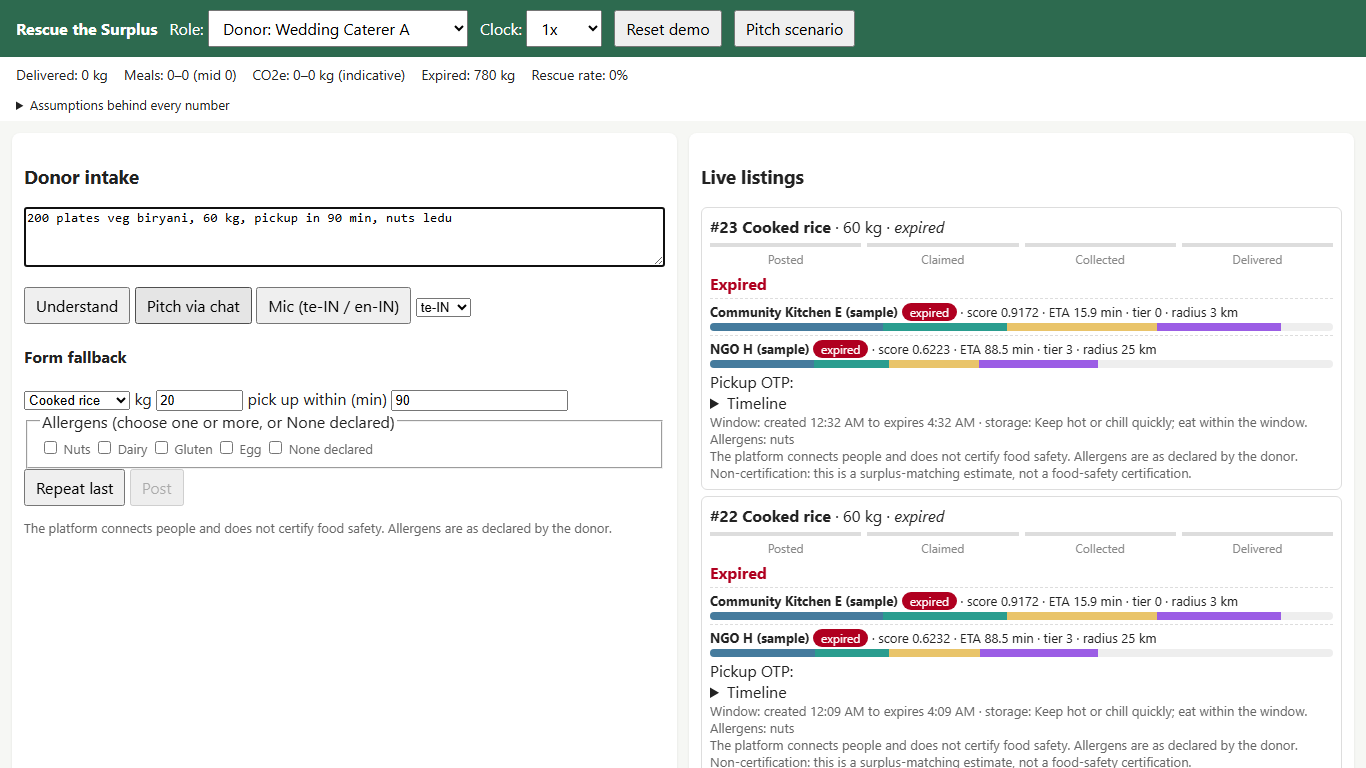 Rescue the Surplus Role: Donor: Wedding Caterer A Clock: 1x Reset demo Pitch scenario
Delivered: 0 kg Meals: 0–0 (mid 0) CO2e: 0–0 kg (indicative) Expired: 780 kg Rescue rate: 0%
Assumptions behind every number
Donor intake
200 plates veg biryani, 60 kg, pickup in 90 min, nuts ledu
Understand Pitch via chat Mic (te-IN / en-IN) te-IN
Form fallback
Cooked rice kg 20 pick up within (min) 90
Allergens (choose one or more, or None declared)
Nuts Dairy Gluten Egg None declared
Repeat last Post
The platform connects people and does not certify food safety. Allergens are as declared by the donor.
Live listings
#23 Cooked rice · 60 kg · expired
Posted Claimed Collected Delivered
Expired
Community Kitchen E (sample) expired · score 0.9172 · ETA 15.9 min · tier 0 · radius 3 km
NGO H (sample) expired · score 0.6223 · ETA 88.5 min · tier 3 · radius 25 km
Pickup OTP:
Timeline
Window: created 12:32 AM to expires 4:32 AM · storage: Keep hot or chill quickly; eat within the window.
Allergens: nuts
The platform connects people and does not certify food safety. Allergens are as declared by the donor.
Non-certification: this is a surplus-matching estimate, not a food-safety certification.
#22 Cooked rice · 60 kg · expired
Posted Claimed Collected Delivered
Expired
Community Kitchen E (sample) expired · score 0.9172 · ETA 15.9 min · tier 0 · radius 3 km
NGO H (sample) expired · score 0.6232 · ETA 88.5 min · tier 3 · radius 25 km
Pickup OTP:
Timeline
Window: created 12:09 AM to expires 4:09 AM · storage: Keep hot or chill quickly; eat within the window.
Allergens: nuts
The platform connects people and does not certify food safety. Allergens are as declared by the donor.
Non-certification: this is a surplus-matching estimate, not a food-safety certification.